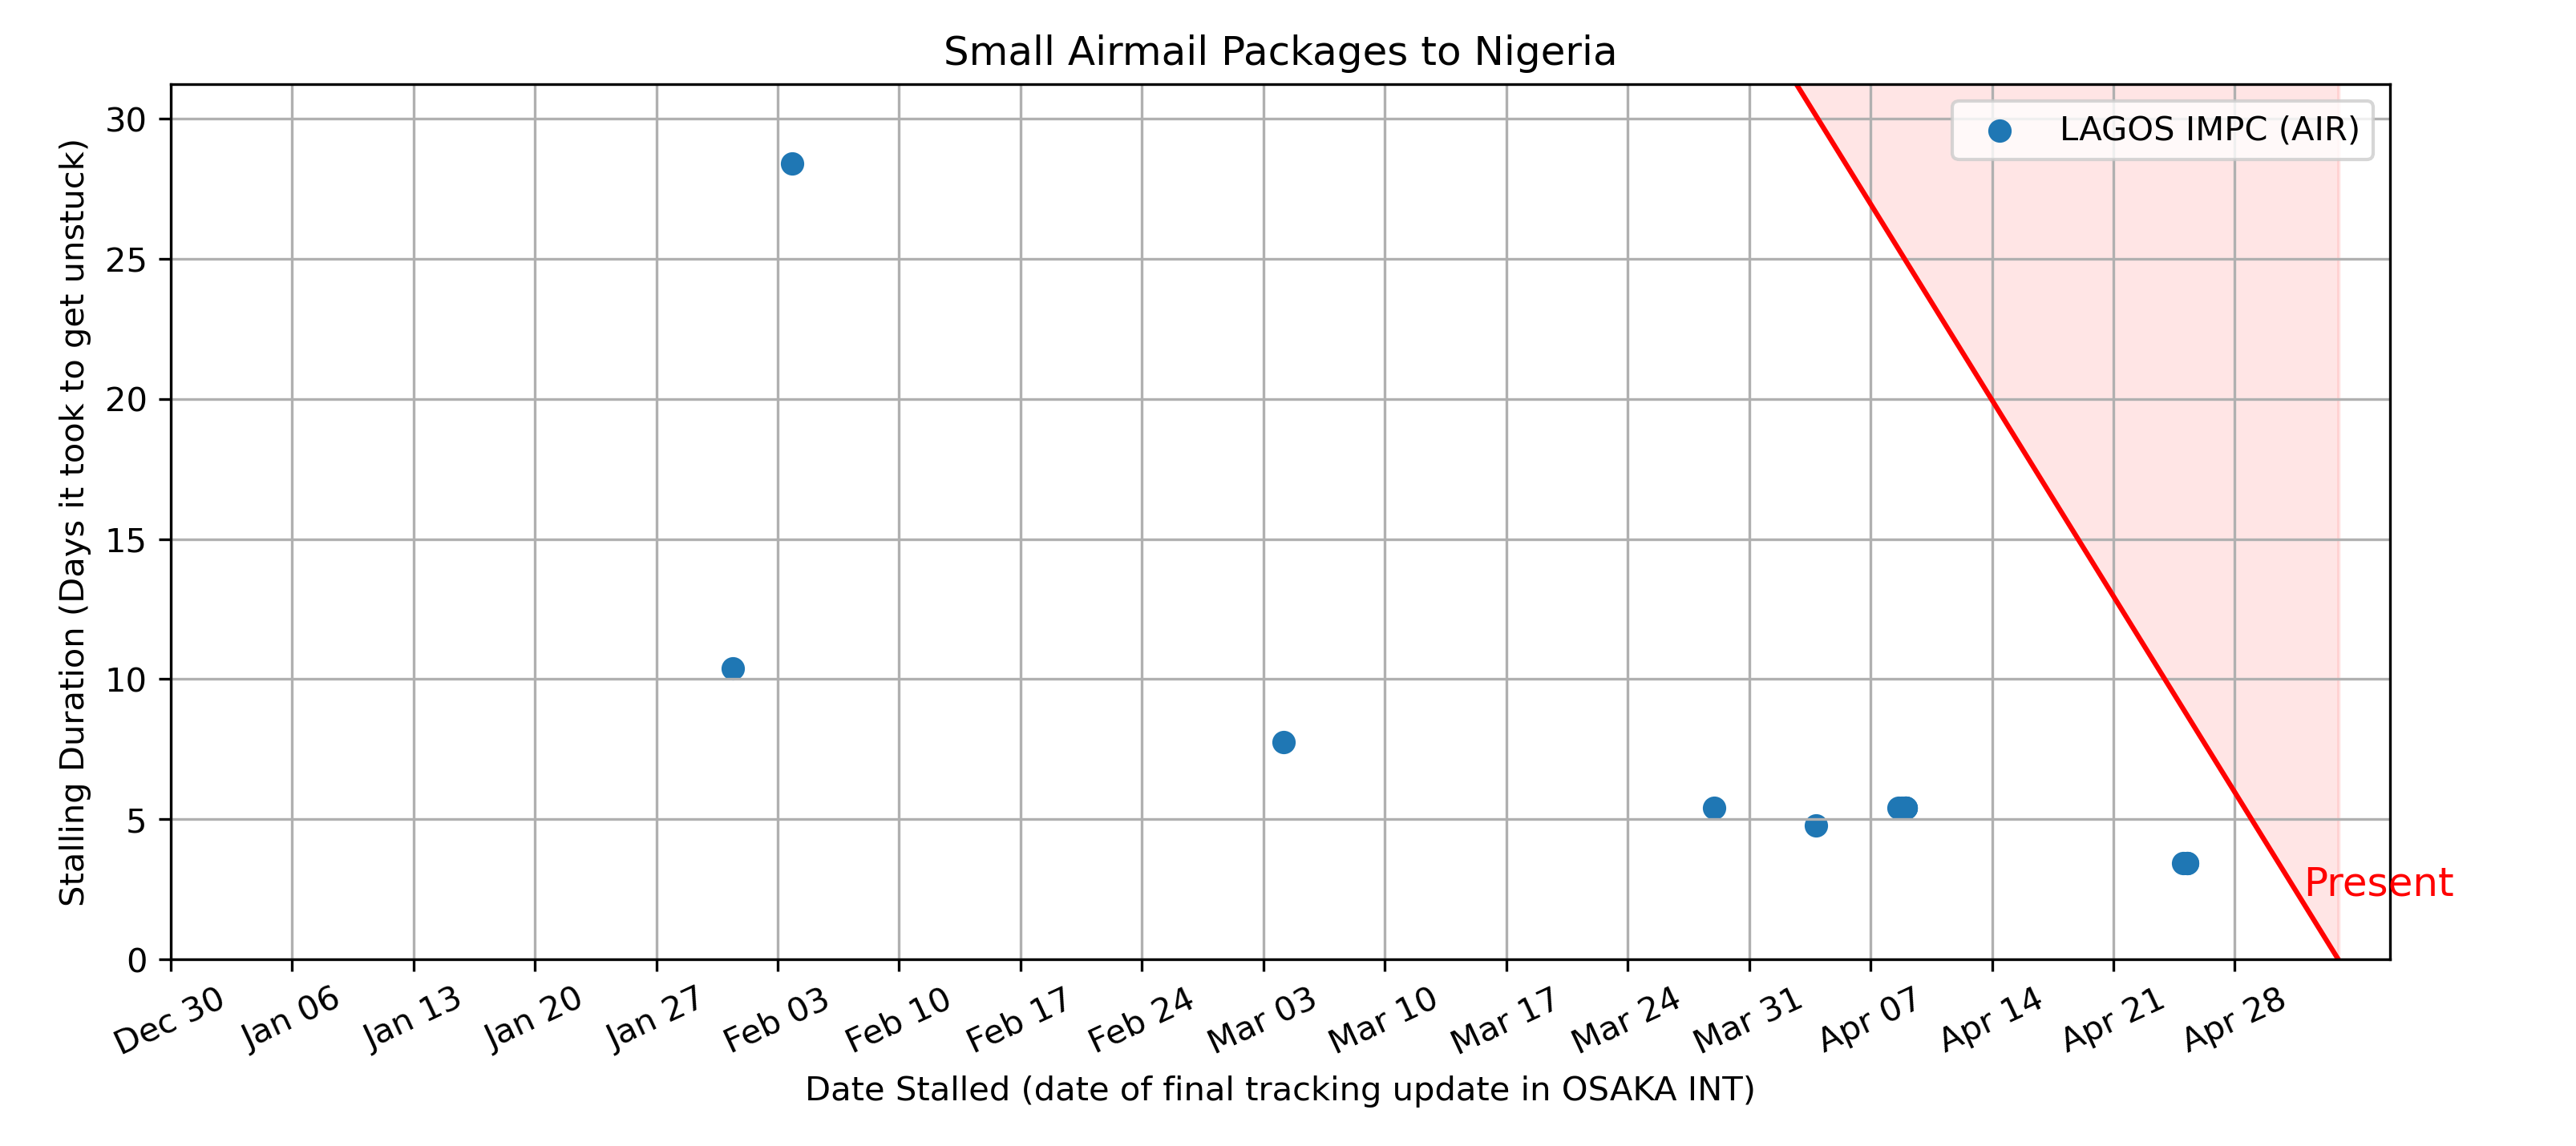 Small Airmail Packages to Nigeria
LAGOS IMPC (AIR)
Stalling Duration (Days it took to get unstuck)
30
25
20
15
10
5
0
Present
Dec 30
Jan 06
Jan 13
Jan 20
Jan 27
Feb 03
Feb 10
Feb 17
Feb 24
Mar 03
Mar 10
Mar 17
Mar 24
Mar 31
Apr 07
Apr 14
Apr 21
Apr 28
Date Stalled (date of final tracking update in OSAKA INT)